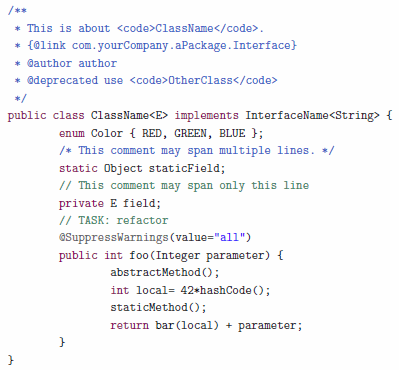 /**
 * This is about <code>ClassName</code>.
 * {@link com.yourCompany.aPackage.Interface}
 * @author author
 * @deprecated use <code>OtherClass</code>
 */
public class ClassName<E> implements InterfaceName<String> {
        enum Color { RED, GREEN, BLUE };
        /* This comment may span multiple lines. */
        static Object staticField;
        // This comment may span only this line
        private E field;
        // TASK: refactor
        @SuppressWarnings(value="all")
        public int foo(Integer parameter) {
                abstractMethod();
                int local= 42*hashCode();
                staticMethod();
                return bar(local) + parameter;
        }
}